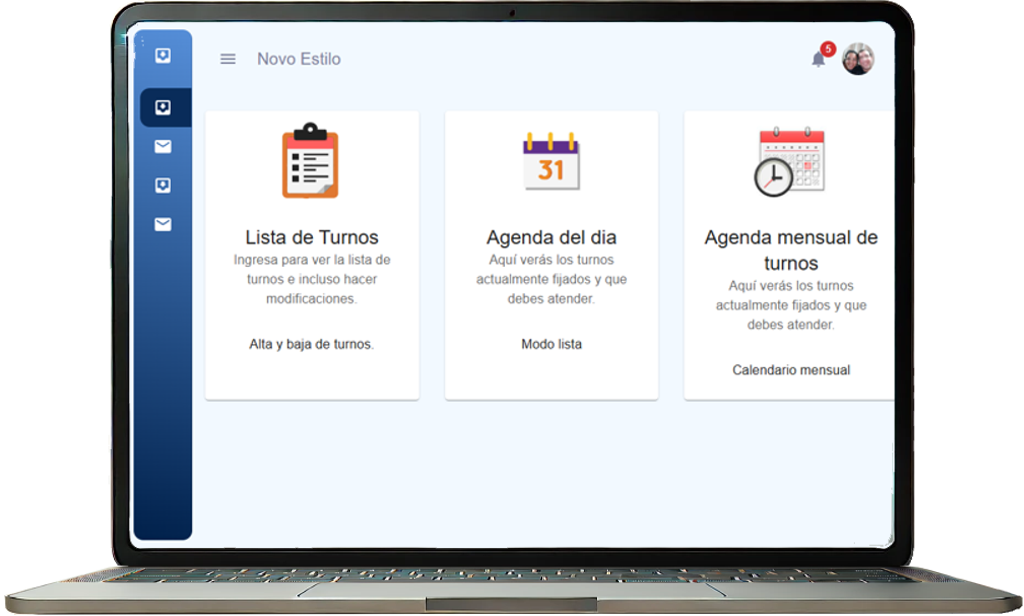 Novo Estilo
5
31
Lista de Turnos
Ingresa para ver la lista de
turnos e incluso hacer
modificaciones.
Alta y baja de turnos.
Agenda del dia
Aquí verás los turnos
actualmente fijados y que
debes atender.
Modo lista
Agenda mensual de
turnos
Aquí verás los turnos
actualmente fijados y que
debes atender.
Calendario mensual